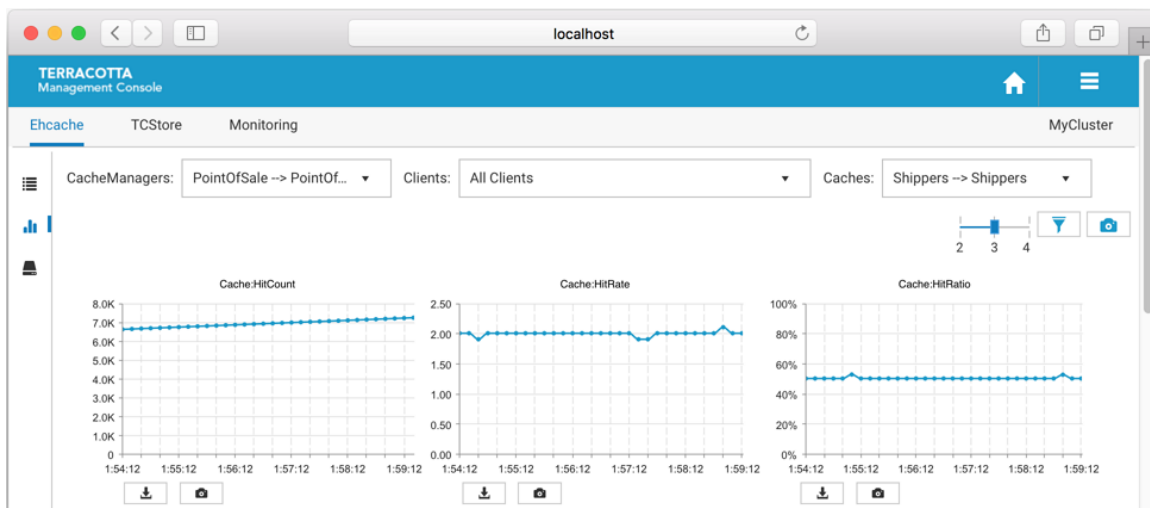 localhost
TERRACOTTA
Management Console
Ehcache TCStore Monitoring MyCluster
CacheManagers: PointOfSale --> PointOf... Clients: All Clients Caches: Shippers --> Shippers
2 3 4
Cache:HitCount
8.0K
7.0K
6.0K
5.0K
4.0K
3.0K
2.0K
1.0K
0
1:54:12 1:55:12 1:56:12 1:57:12 1:58:12 1:59:12
Cache:HitRate
2.50
2.00
1.50
1.00
0.50
0.00
1:54:12 1:55:12 1:56:12 1:57:12 1:58:12 1:59:12
Cache:HitRatio
100%
80%
60%
40%
20%
0%
1:54:12 1:55:12 1:56:12 1:57:12 1:58:12 1:59:12